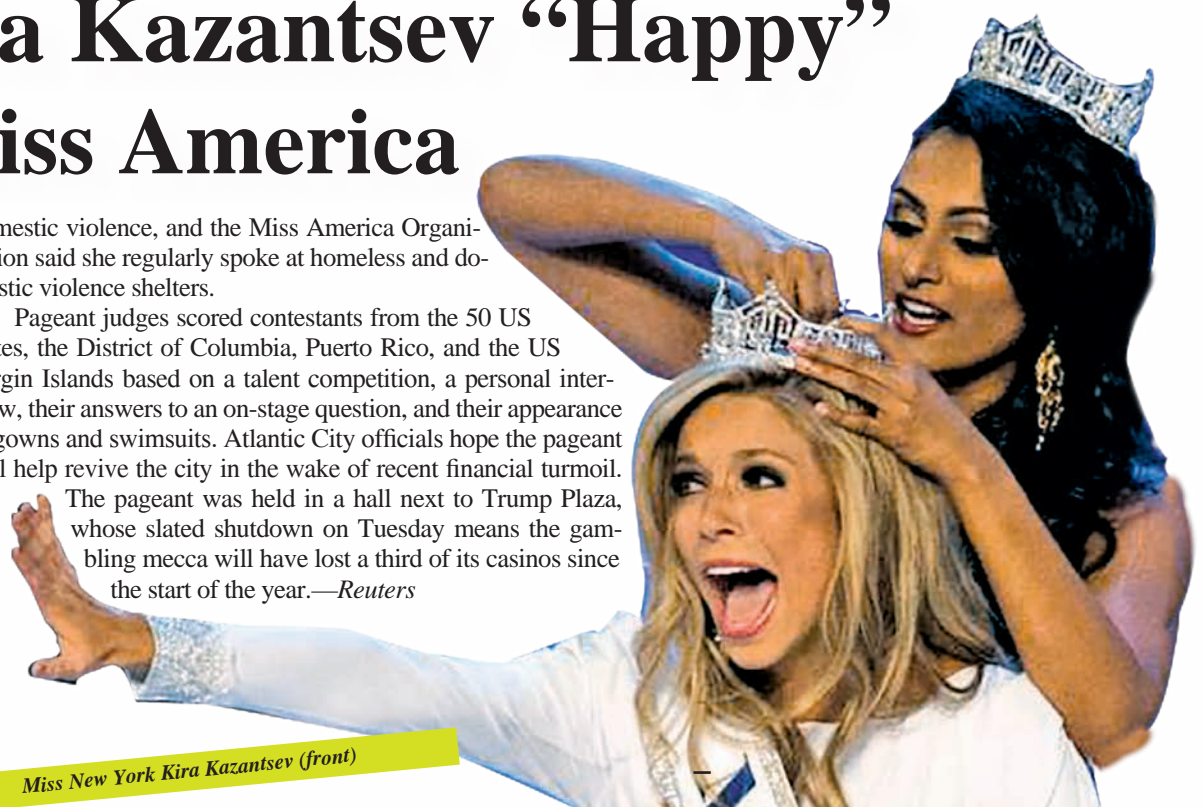 a Kazantsev “Happy”
iss America
mestic violence, and the Miss America Organi-
ion said she regularly spoke at homeless and do-
stic violence shelters.
Pageant judges scored contestants from the 50 US
tes, the District of Columbia, Puerto Rico, and the US
rgin Islands based on a talent competition, a personal inter-
w, their answers to an on-stage question, and their appearance
gowns and swimsuits. Atlantic City officials hope the pageant
l help revive the city in the wake of recent financial turmoil.
The pageant was held in a hall next to Trump Plaza,
whose slated shutdown on Tuesday means the gam-
bling mecca will have lost a third of its casinos since
the start of the year.—Reuters
Miss New York Kira Kazantsev (front)